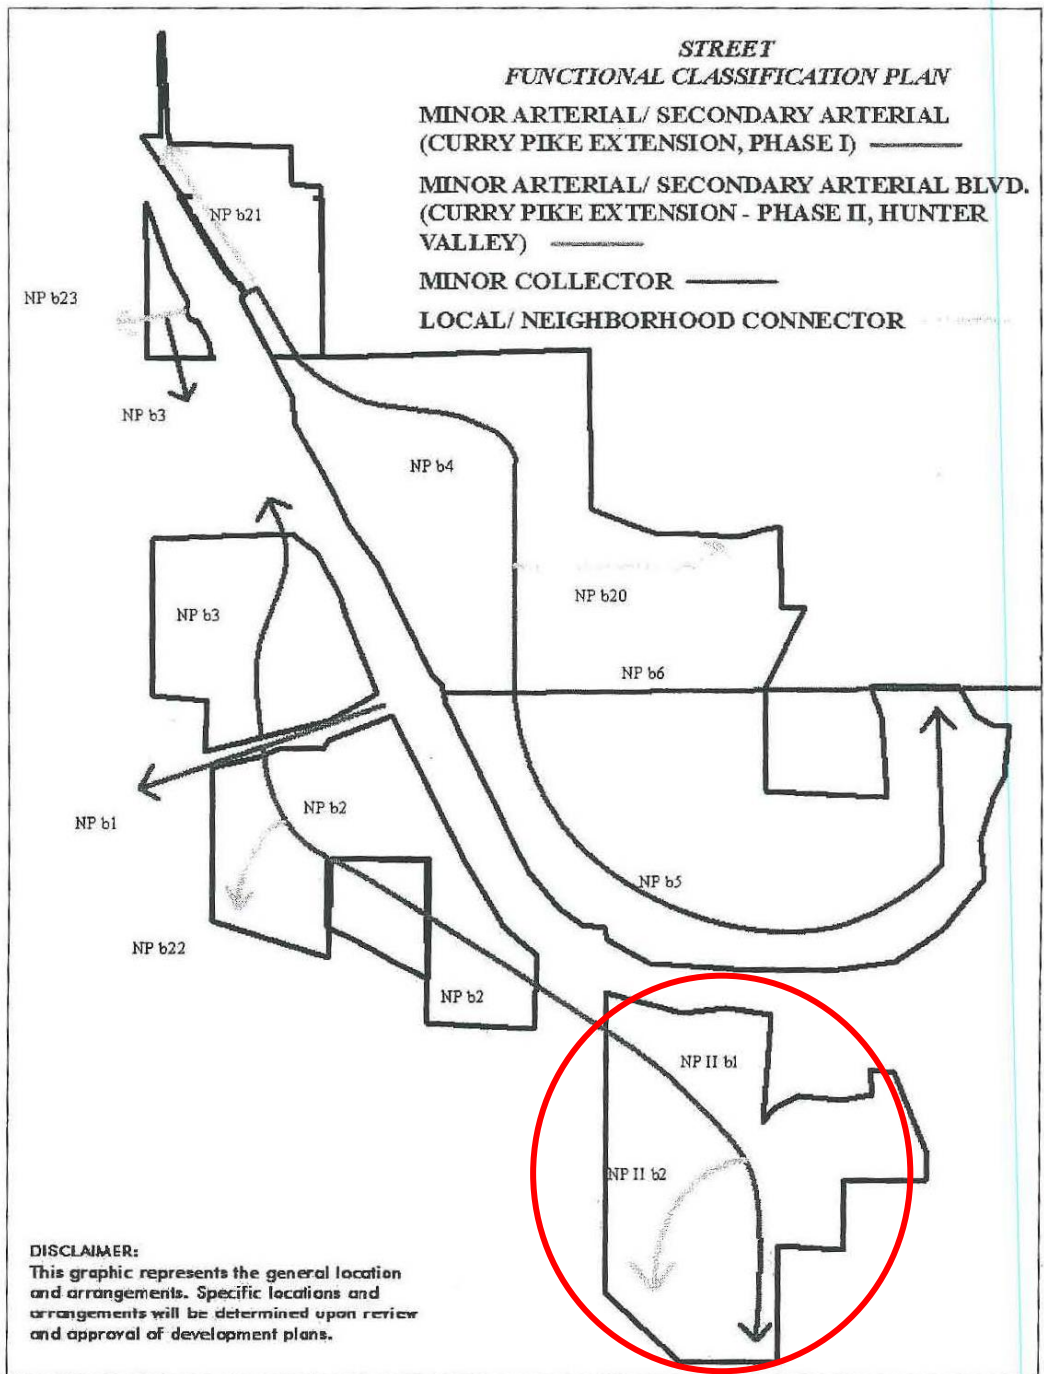 STREET
FUNCTIONAL CLASSIFICATION PLAN
MINOR ARTERIAL/ SECONDARY ARTERIAL
(CURRY PIKE EXTENSION, PHASE I)
MINOR ARTERIAL/ SECONDARY ARTERIAL BLVD.
(CURRY PIKE EXTENSION - PHASE II, HUNTER
VALLEY)
MINOR COLLECTOR
LOCAL/ NEIGHBORHOOD CONNECTOR
NP b21
NP b23
NP b3
NP b4
NP b20
NP b3
NP b6
NP b2
NP b1
NP b5
NP b22
NP b2
NP II b1
NP II b2
DISCLAIMER:
This graphic represents the general location
and arrangements. Specific locations and
arrangements will be determined upon review
and approval of development plans.